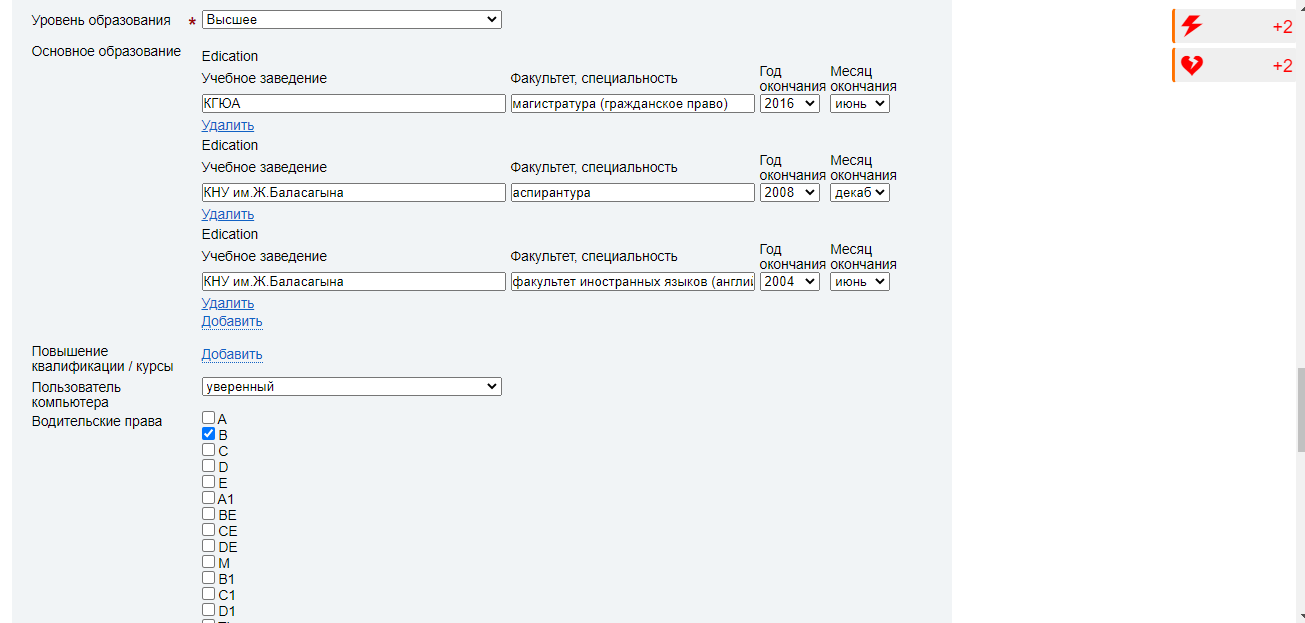 Уровень образования * Высшее
+2
Основное образование
Edication
+2
Учебное заведение Факультет, специальность Год окончания Месяц окончания
КГЮА магистратура (гражданское право) 2016 июнь
Удалить
Edication
Учебное заведение Факультет, специальность Год окончания Месяц окончания
КНУ им.Ж.Баласагына аспирантура 2008 декаб
Удалить
Edication
Учебное заведение Факультет, специальность Год окончания Месяц окончания
КНУ им.Ж.Баласагына факультет иностранных языков (англий 2004 июнь
Удалить
Добавить
Повышение
квалификации / курсы Добавить
Пользователь
компьютера уверенный
Водительские права
A
B
C
D
E
A1
BE
CE
DE
M
B1
C1
D1